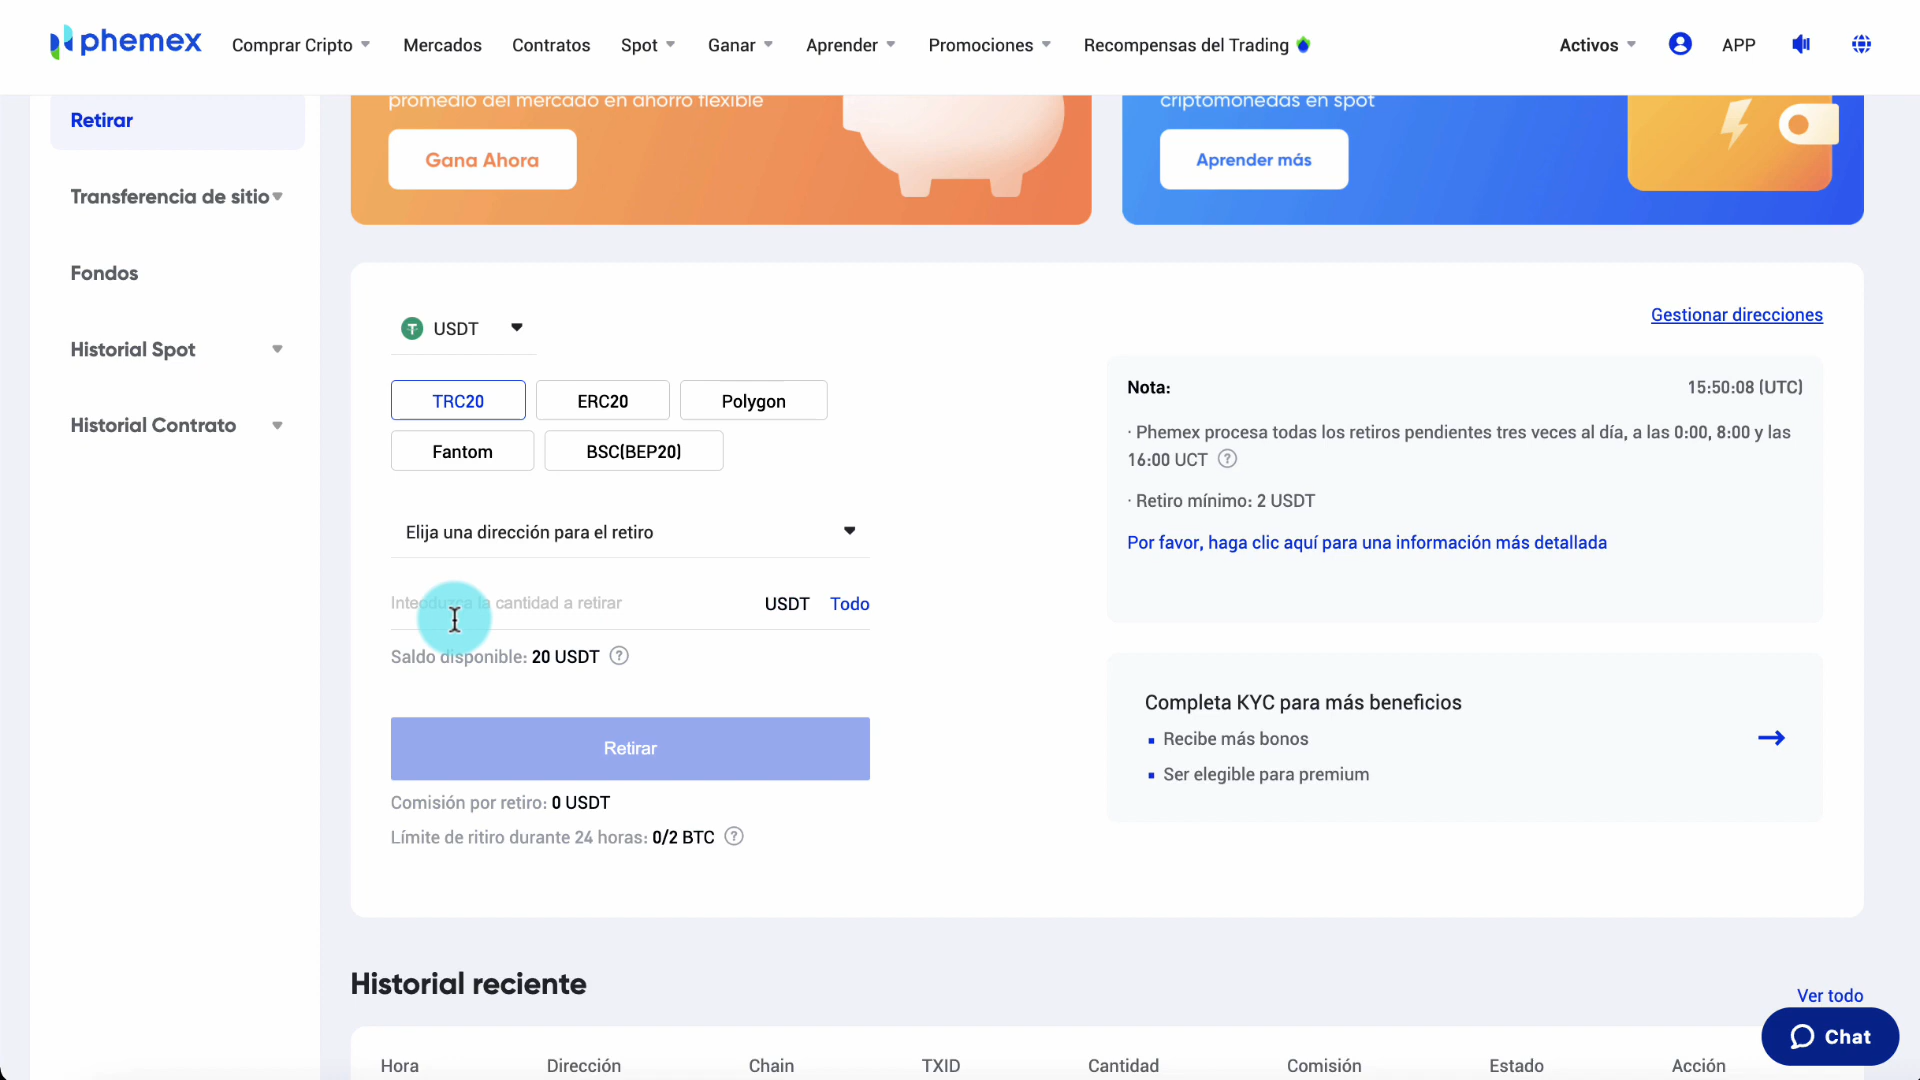 phemex
Comprar Cripto
Mercados
Contratos
Spot
Ganar
Aprender
Promociones
Recompensas del Trading
Activos
APP
Retirar
Transferencia de sitio
Fondos
Historial Spot
Historial Contrato
promedio del mercado en ahorro flexible
Gana Ahora
criptomonedas en spot
Aprender más
USDT
Gestionar direcciones
TRC20
ERC20
Polygon
Fantom
BSC(BEP20)
Elija una dirección para el retiro
Inteoduzca la cantidad a retirar
USDT
Todo
Saldo disponible: 20 USDT
Retirar
Comisión por retiro: 0 USDT
Límite de ritiro durante 24 horas: 0/2 BTC
Nota:
15:50:08 (UTC)
· Phemex procesa todas los retiros pendientes tres veces al día, a las 0:00, 8:00 y las
16:00 UCT
· Retiro mínimo: 2 USDT
Por favor, haga clic aquí para una información más detallada
Completa KYC para más beneficios
Recibe más bonos
Ser elegible para premium
Historial reciente
Ver todo
Chat
Hora
Dirección
Chain
TXID
Cantidad
Comisión
Estado
Acción